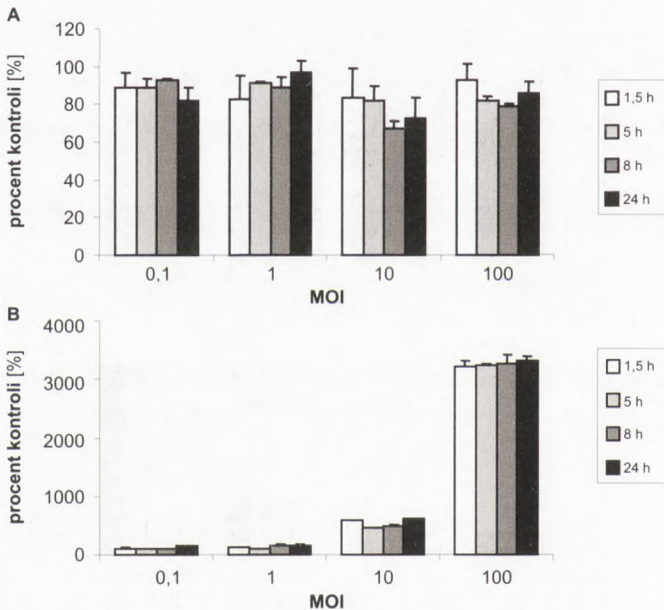 A
procent kontroli [%]
120
100
80
60
40
20
0
0,1 1 10 100
MOI
1,5 h
5 h
8 h
24 h
B
procent kontroli [%]
4000
3000
2000
1000
0
0,1 1 10 100
MOI
1,5 h
5 h
8 h
24 h